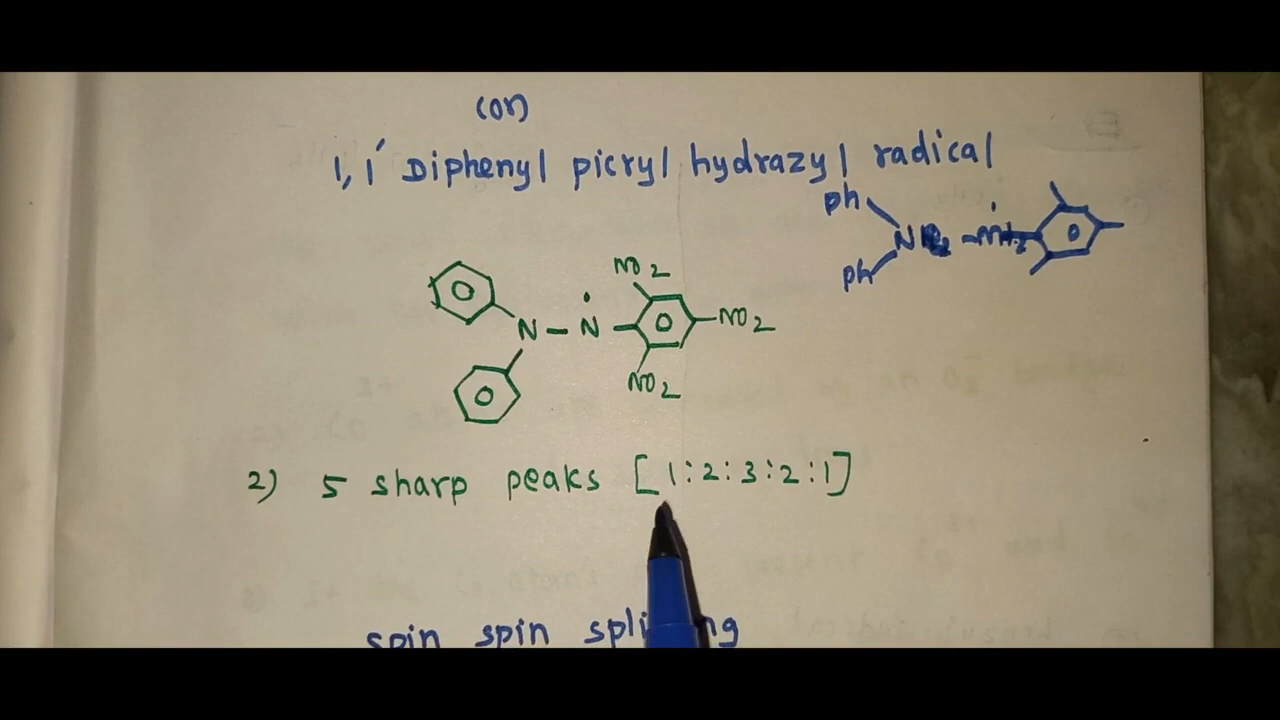 (or)
1,1' Diphenyl picryl hydrazyl radical
ph
N
ph
NO2
N – N – NO2
NO2
2) 5 sharp peaks [1:2:3:2:1]
spin spin